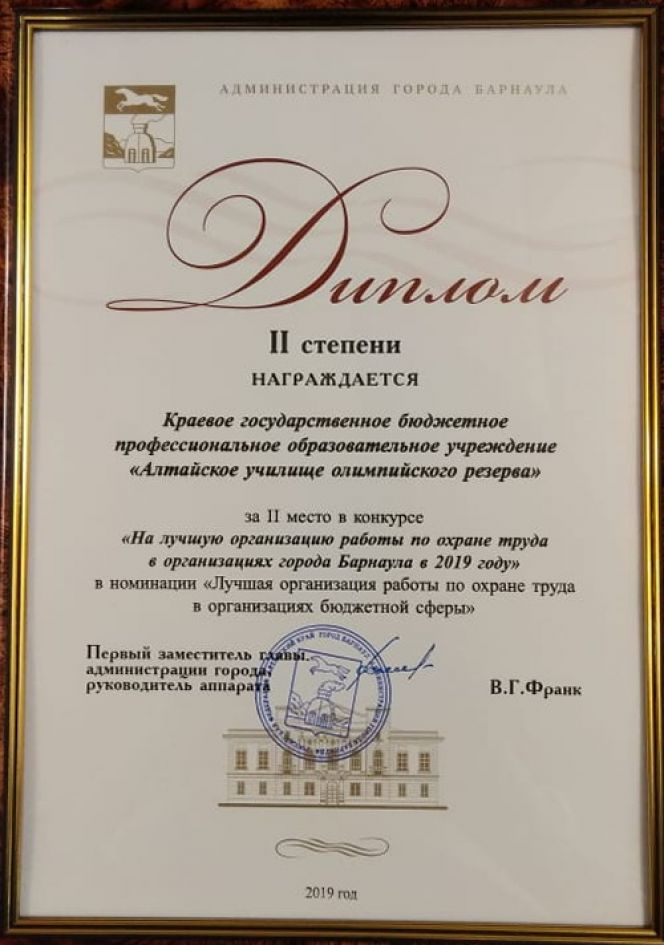 АДМИНИСТРАЦИЯ ГОРОДА БАРНАУЛА
Диплом
II степени
НАГРАЖДАЕТСЯ
Краевое государственное бюджетное
профессиональное образовательное учреждение
«Алтайское училище олимпийского резерва»
за II место в конкурсе
«На лучшую организацию работы по охране труда
в организациях города Барнаула в 2019 году»
в номинации «Лучшая организация работы по охране труда
в организациях бюджетной сферы»
Первый заместитель главы
администрации города,
руководитель аппарата
В.Г.Франк
2019 год